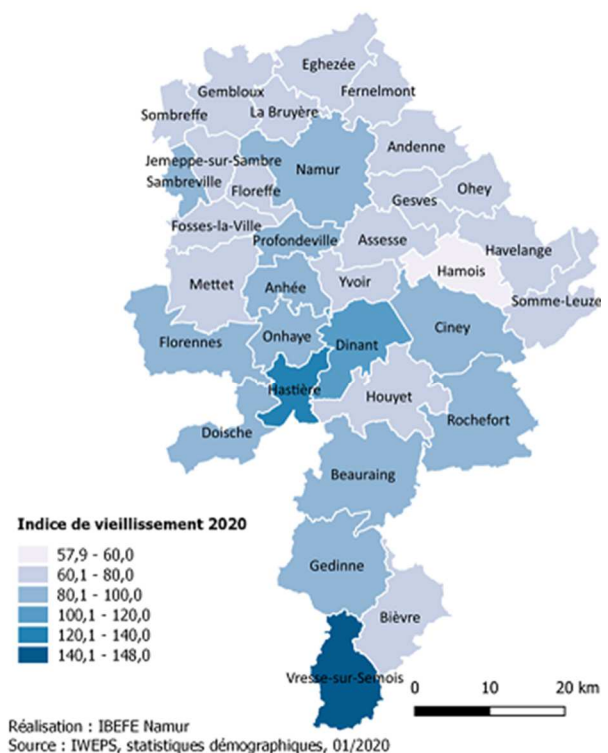 Eghezée
Gembloux
Fernelmont
La Bruyère
Sombreffe
Andenne
Jemeppe-sur-Sambre
Namur
Sambreville
Floreffe
Gesves
Ohey
Fosses-la-Ville
Profondeville
Assesse
Havelange
Hamois
Mettet
Anhée
Yvoir
Somme-Leuze
Florennes
Onhaye
Dinant
Ciney
Hastière
Houyet
Rochefort
Doische
Beauraing
Indice de vieillissement 2020
57,9 - 60,0
60,1 - 80,0
80,1 - 100,0
100,1 - 120,0
120,1 - 140,0
140,1 - 148,0
Gedinne
Bièvre
Vresse-sur-Semois
0 10 20 km
Réalisation : IBEFE Namur
Source : IWEPS, statistiques démographiques, 01/2020